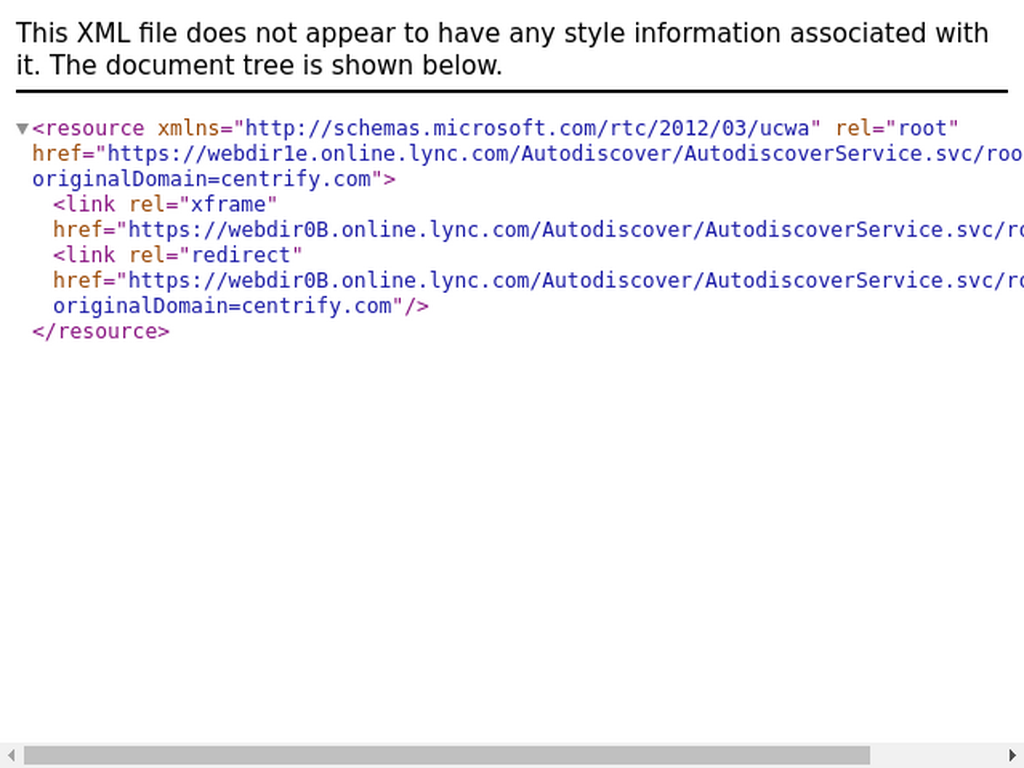 This XML file does not appear to have any style information associated with
it. The document tree is shown below.
▼<resource xmlns="http://schemas.microsoft.com/rtc/2012/03/ucwa" rel="root"
href="https://webdir1e.online.lync.com/Autodiscover/AutodiscoverService.svc/roo
originalDomain=centrify.com">
<link rel="xframe"
href="https://webdir0B.online.lync.com/Autodiscover/AutodiscoverService.svc/ro
<link rel="redirect"
href="https://webdir0B.online.lync.com/Autodiscover/AutodiscoverService.svc/ro
originalDomain=centrify.com"/>
</resource>